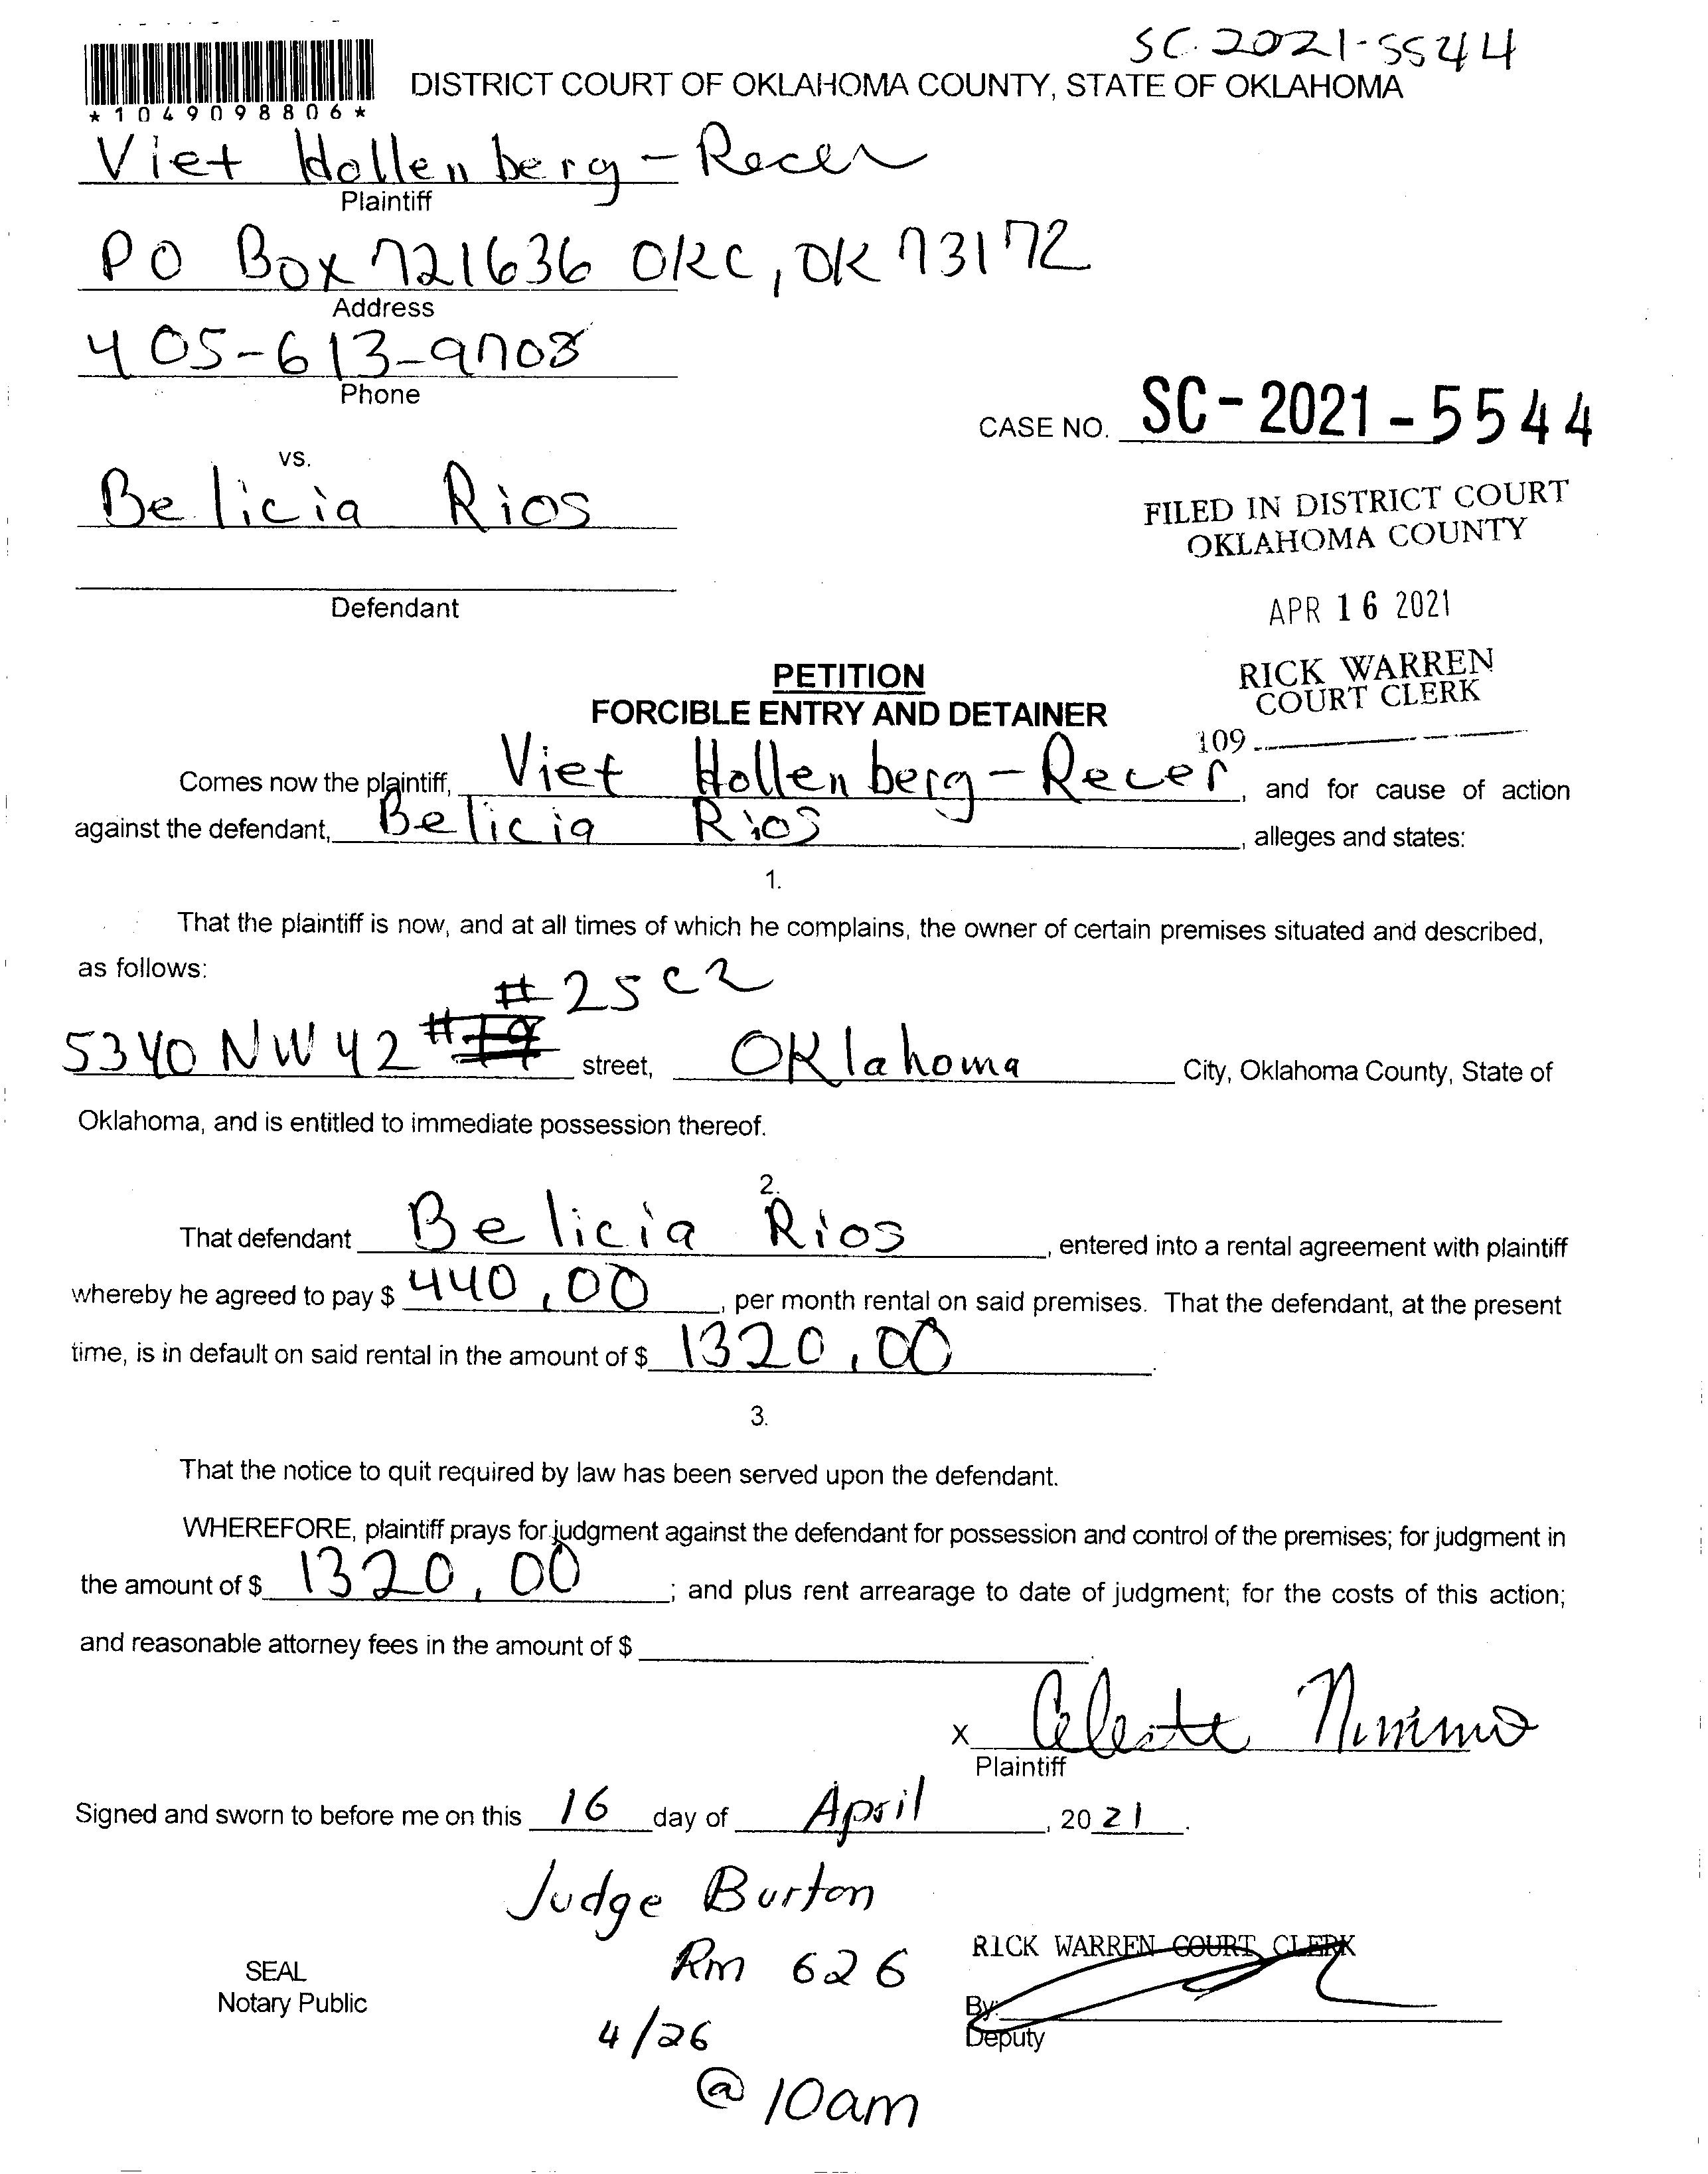 SC-2021-5544
DISTRICT COURT OF OKLAHOMA COUNTY, STATE OF OKLAHOMA
*1049098806*
Viet Hollenberg-Recer
Plaintiff
PO Box 721636 OKC, OK 73172
Address
405-613-9708
Phone
CASE NO. SC-2021-5544
vs.
Belicia Rios
FILED IN DISTRICT COURT
OKLAHOMA COUNTY
Defendant
APR 16 2021
RICK WARREN
COURT CLERK
109
PETITION
FORCIBLE ENTRY AND DETAINER
Comes now the plaintiff, Viet Hollenberg-Recer, and for cause of action
against the defendant, Belicia Rios, alleges and states:
1.
That the plaintiff is now, and at all times of which he complains, the owner of certain premises situated and described,
as follows:
#25C2
5340 NW 42 # street, Oklahoma City, Oklahoma County, State of
Oklahoma, and is entitled to immediate possession thereof.
2.
That defendant Belicia Rios, entered into a rental agreement with plaintiff
whereby he agreed to pay $ 440.00, per month rental on said premises. That the defendant, at the present
time, is in default on said rental in the amount of $ 1320.00.
3.
That the notice to quit required by law has been served upon the defendant.
WHEREFORE, plaintiff prays for judgment against the defendant for possession and control of the premises; for judgment in
the amount of $ 1320.00; and plus rent arrearage to date of judgment; for the costs of this action;
and reasonable attorney fees in the amount of $.
x Celeste Nimmo
Plaintiff
Signed and sworn to before me on this 16 day of April, 2021.
Judge Burton
Rm 626
4/26
@ 10am
SEAL
Notary Public
RICK WARREN COURT CLERK
By:
Deputy